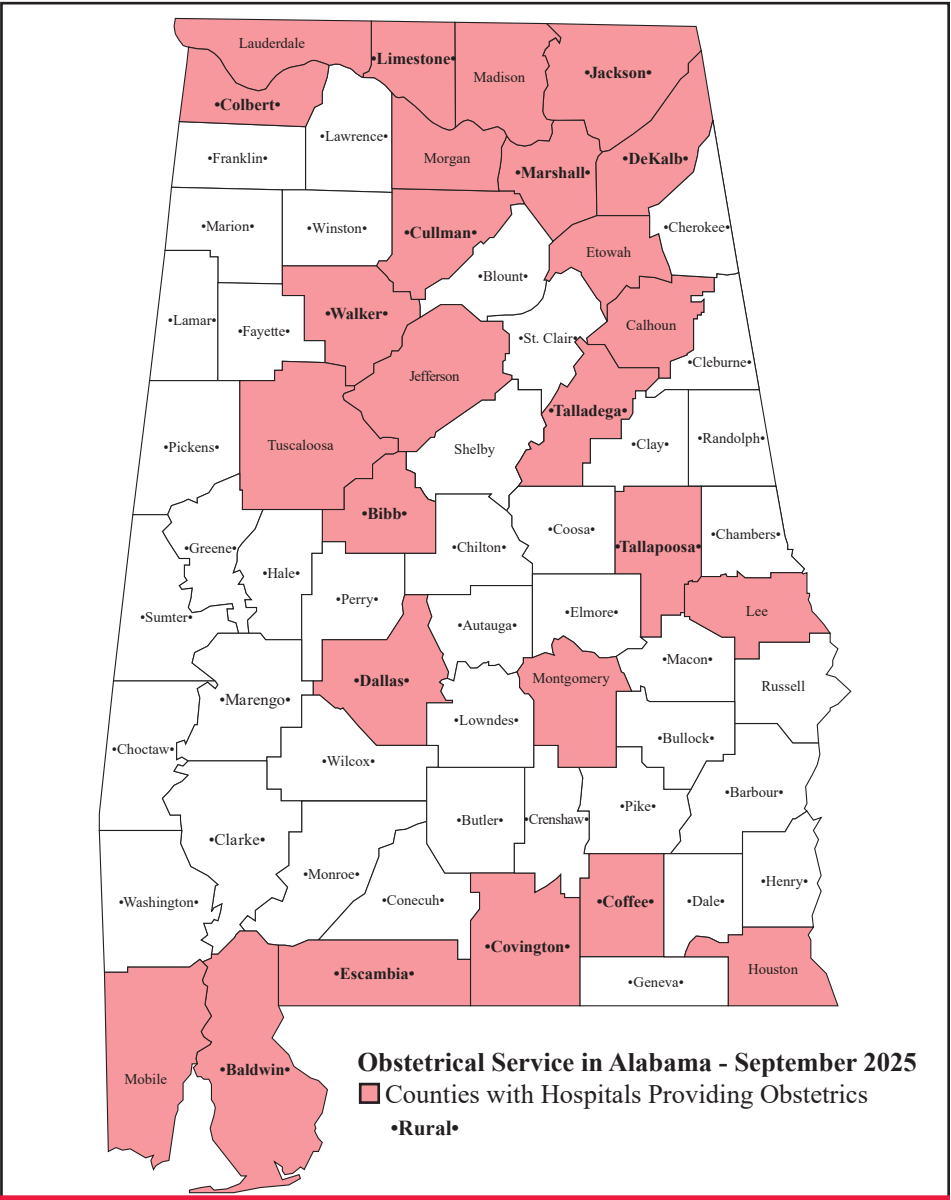 Lauderdale
•Limestone•
Madison
•Jackson•
•Colbert•
•Lawrence•
•Franklin•
Morgan
•Marshall•
•DeKalb•
•Marion•
•Winston•
•Cullman•
•Cherokee•
Etowah
•Blount•
•Lamar•
•Fayette•
•Walker•
•St. Clair•
Calhoun
•Cleburne•
Jefferson
•Talladega•
•Pickens•
Tuscaloosa
Shelby
•Clay•
•Randolph•
•Bibb•
•Greene•
•Hale•
•Chilton•
•Coosa•
•Tallapoosa•
•Chambers•
•Perry•
•Sumter•
•Autauga•
•Elmore•
Lee
•Macon•
•Dallas•
Montgomery
Russell
•Marengo•
•Lowndes•
•Bullock•
•Choctaw•
•Wilcox•
•Barbour•
•Butler•
•Crenshaw•
•Pike•
•Clarke•
•Monroe•
•Henry•
•Washington•
•Conecuh•
•Coffee•
•Dale•
•Covington•
•Escambia•
•Geneva•
Houston
Mobile
•Baldwin•
Obstetrical Service in Alabama - September 2025
Counties with Hospitals Providing Obstetrics
•Rural•